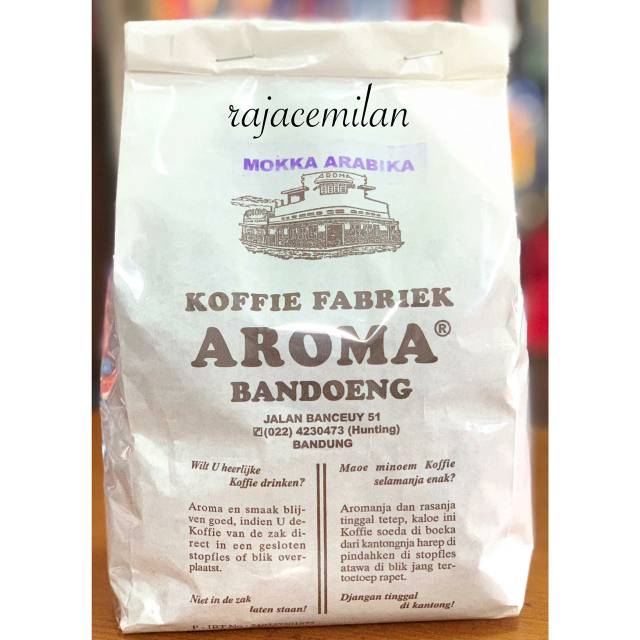 rajacemilan
MOKKA ARABIKA
AROMA
KOFFIE FABRIEK
AROMA®
BANDOENG
JALAN BANCEUY 51
✆(022) 4230473 (Hunting)
BANDUNG
Wilt U heerlijke
Koffie drinken?
Aroma en smaak blij-
ven goed, indien U de-
Koffie van de zak di-
rect in een gesloten
stopfles of blik over-
plaatst.
Niet in de zak
laten staan!
Maoe minoem Koffie
selamanja enak?
Aromanja dan rasanja
tinggal tetep, kaloe ini
Koffie soeda di boeka
dari kantongnja harep di
pindahken di stopfles
atawa di blik jang ter-
toetoep rapet.
Djangan tinggal
di kantong!